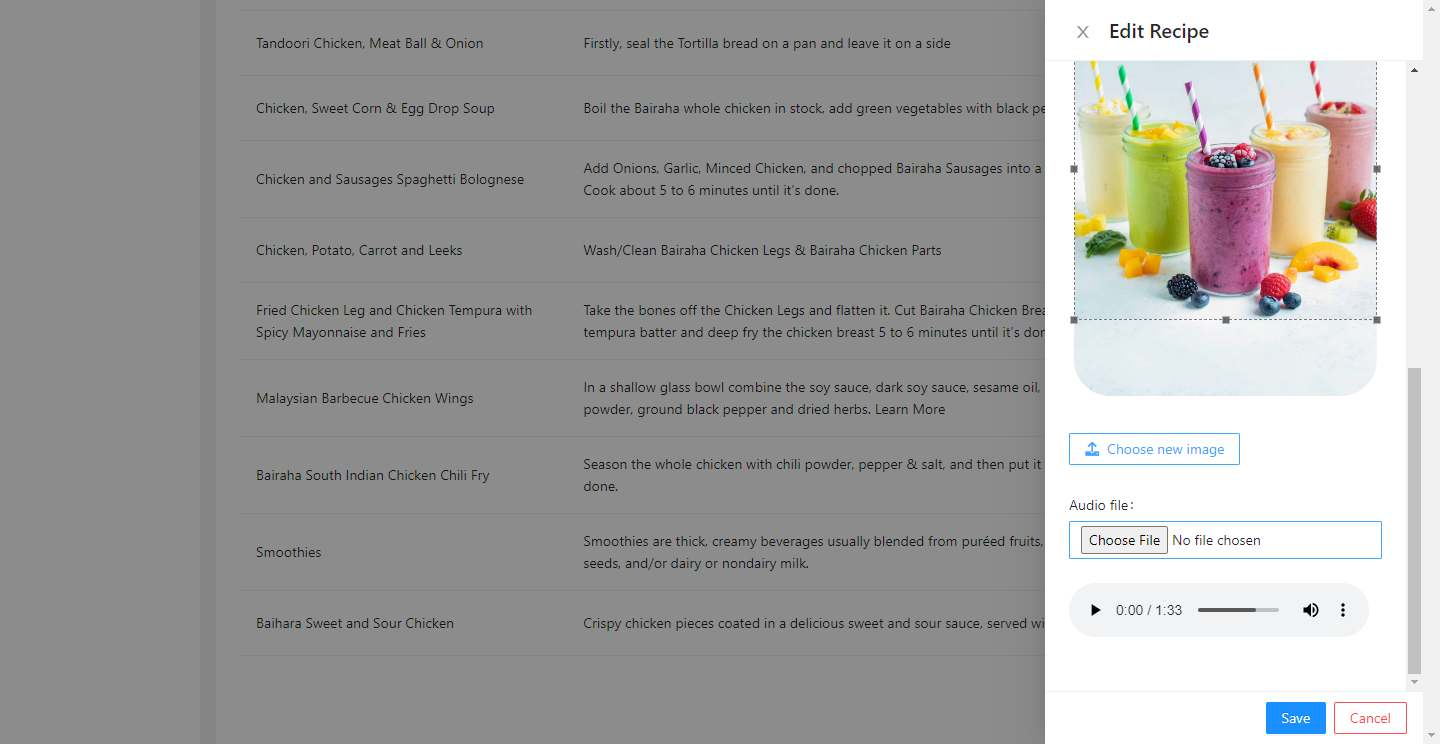 Tandoori Chicken, Meat Ball & Onion
Firstly, seal the Tortilla bread on a pan and leave it on a side
Chicken, Sweet Corn & Egg Drop Soup
Boil the Bairaha whole chicken in stock, add green vegetables with black pe
Chicken and Sausages Spaghetti Bolognese
Add Onions, Garlic, Minced Chicken, and chopped Bairaha Sausages into a
Cook about 5 to 6 minutes until it's done.
Chicken, Potato, Carrot and Leeks
Wash/Clean Bairaha Chicken Legs & Bairaha Chicken Parts
Fried Chicken Leg and Chicken Tempura with
Spicy Mayonnaise and Fries
Take the bones off the Chicken Legs and flatten it. Cut Bairaha Chicken Brea
tempura batter and deep fry the chicken breast 5 to 6 minutes until it's don
Malaysian Barbecue Chicken Wings
In a shallow glass bowl combine the soy sauce, dark soy sauce, sesame oil,
powder, ground black pepper and dried herbs. Learn More
Bairaha South Indian Chicken Chili Fry
Season the whole chicken with chili powder, pepper & salt, and then put it
done.
Smoothies
Smoothies are thick, creamy beverages usually blended from puréed fruits,
seeds, and/or dairy or nondairy milk.
Baihara Sweet and Sour Chicken
Crispy chicken pieces coated in a delicious sweet and sour sauce, served wi
Edit Recipe
Choose new image
Audio file:
Choose File No file chosen
0:00 / 1:33
Save
Cancel